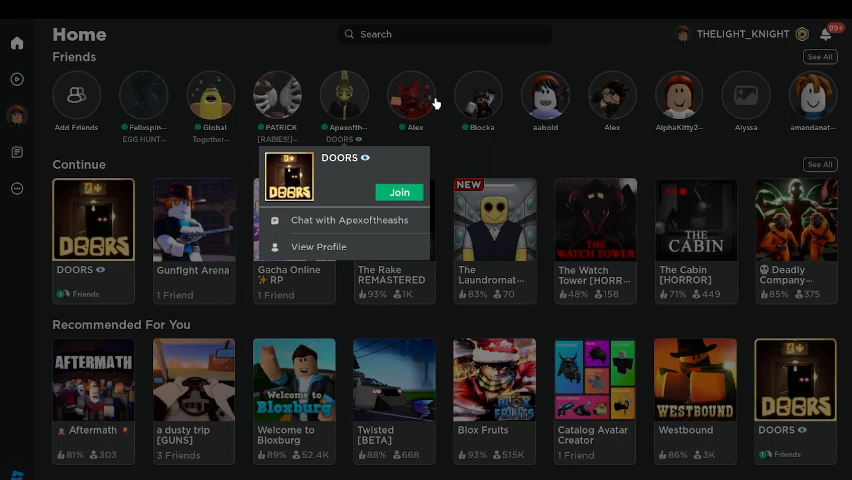 Home
Search
THELIGHT_KNIGHT
99+
Friends
See All
Add Friends
Fellxspin··
EGG HUNT··
Global
Together··
PATRICK
[RABIES!]··
Apexofth··
DOORS
Alex
Blocka
aabold
Alex
AlphaKitty2··
Alyssa
amandanat··
DOORS
DOORS
Join
Chat with Apexoftheashs
View Profile
Continue
See All
DOORS
NEW
THE WATCH TOWER
THE CABIN
DOORS
Friends
Gunfight Arena
1 Friend
Gacha Online
RP
1 Friend
The Rake
REMASTERED
93% 1K
The
Laundromat··
83% 70
The Watch
Tower [HORR··
48% 158
The Cabin
[HORROR]
71% 449
Deadly
Company··
85% 375
Recommended For You
AFTERMATH
Welcome to
Bloxburg
BLOX
FRUITS
WESTBOUND
DOORS
Aftermath
81% 303
a dusty trip
[GUNS]
3 Friends
Welcome to
Bloxburg
89% 52.4K
Twisted
[BETA]
88% 668
Blox Fruits
93% 515K
Catalog Avatar
Creator
1 Friend
Westbound
86% 3K
DOORS
Friends